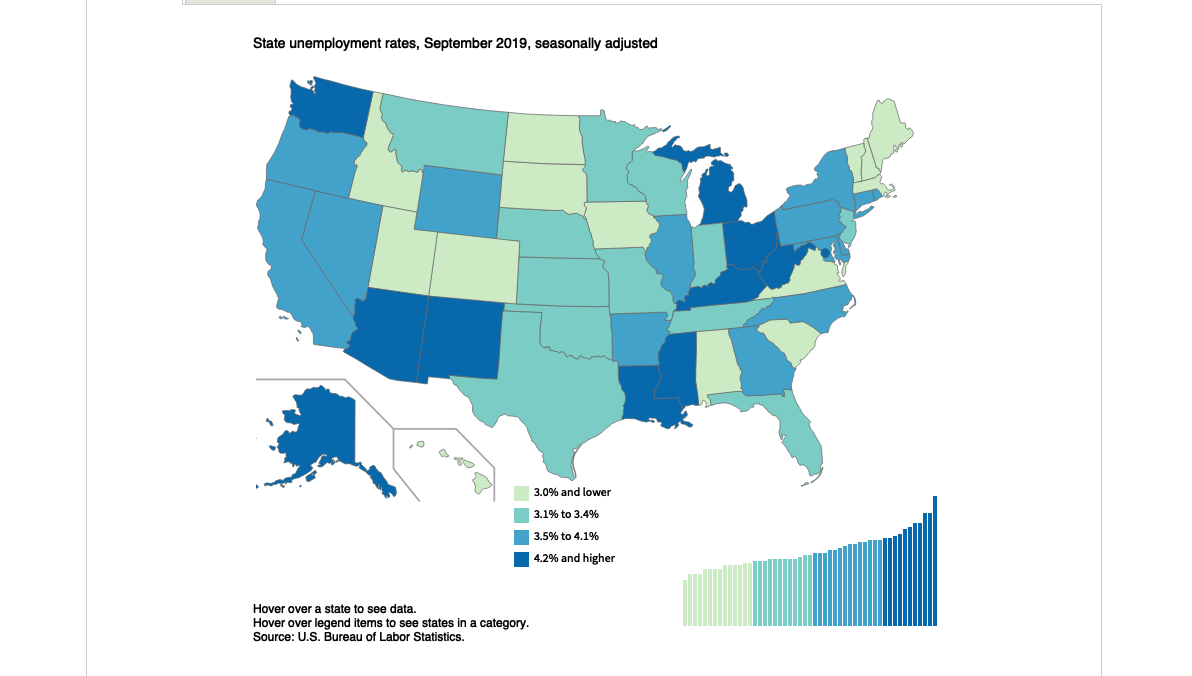 State unemployment rates, September 2019, seasonally adjusted
3.0% and lower
3.1% to 3.4%
3.5% to 4.1%
4.2% and higher
Hover over a state to see data.
Hover over legend items to see states in a category.
Source: U.S. Bureau of Labor Statistics.